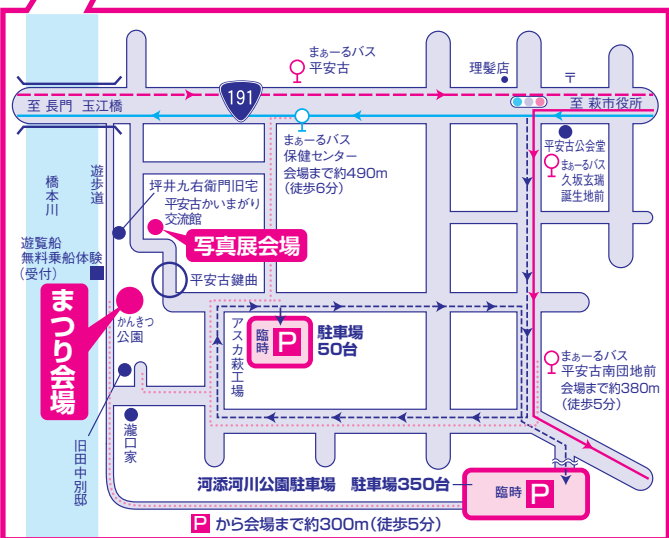 まぁーるバス
平安古
理髪店
〒
191
至 長門 玉江橋
至 萩市役所
まぁーるバス
保健センター
会場まで約490m
(徒歩6分)
平安古公会堂
まぁーるバス
久坂玄瑞
誕生地前
遊歩道
橋本川
坪井九右衛門旧宅
平安古かいまがり
交流館
写真展会場
遊覧船
無料乗船体験
(受付)
平安古鍵曲
まつり会場
かんきつ
公園
アスカ萩工場
臨時 P
駐車場
50台
まぁーるバス
平安古南団地前
会場まで約380m
(徒歩5分)
瀧口家
旧田中別邸
河添河川公園駐車場 駐車場350台
臨時 P
P から会場まで約300m(徒歩5分)